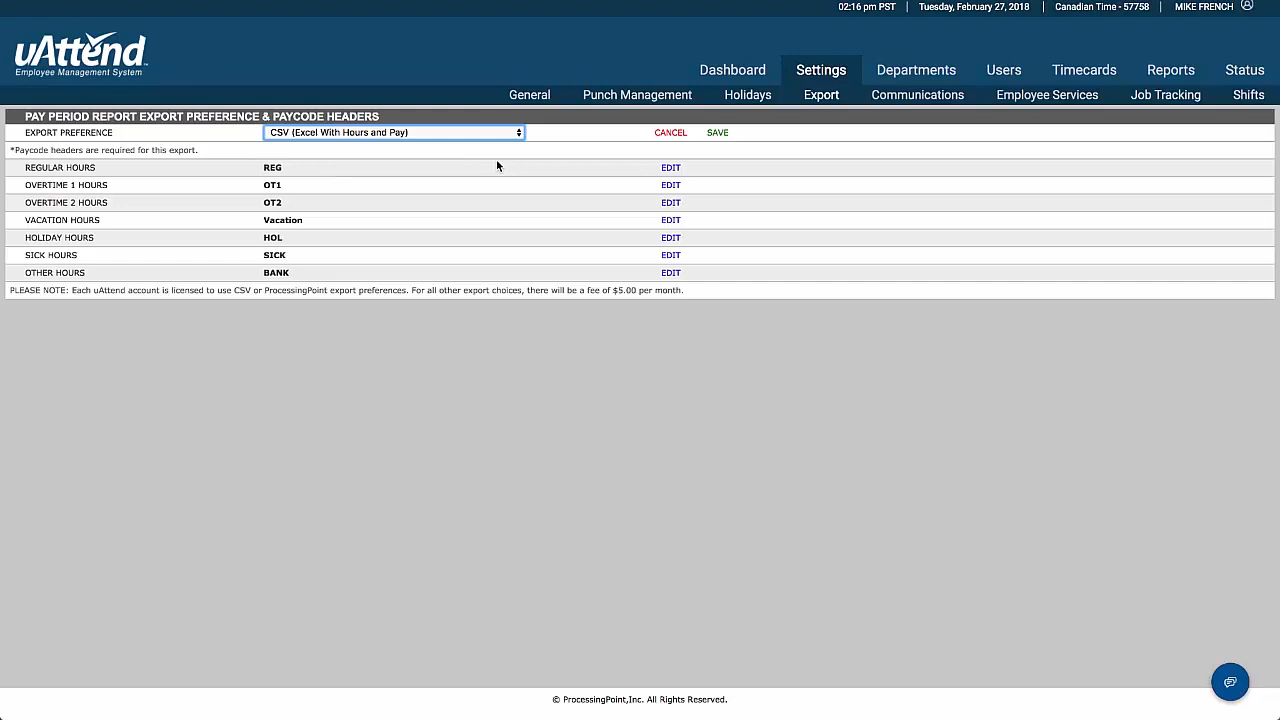 02:16 pm PST | Tuesday, February 27, 2018 | Canadian Time - 57758 | MIKE FRENCH
uAttend
Employee Management System
Dashboard Settings Departments Users Timecards Reports Status
General Punch Management Holidays Export Communications Employee Services Job Tracking Shifts
PAY PERIOD REPORT EXPORT PREFERENCE & PAYCODE HEADERS
EXPORT PREFERENCE CSV (Excel With Hours and Pay) CANCEL SAVE
*Paycode headers are required for this export.
REGULAR HOURS REG EDIT
OVERTIME 1 HOURS OT1 EDIT
OVERTIME 2 HOURS OT2 EDIT
VACATION HOURS Vacation EDIT
HOLIDAY HOURS HOL EDIT
SICK HOURS SICK EDIT
OTHER HOURS BANK EDIT
PLEASE NOTE: Each uAttend account is licensed to use CSV or ProcessingPoint export preferences. For all other export choices, there will be a fee of $5.00 per month.
© ProcessingPoint,Inc. All Rights Reserved.